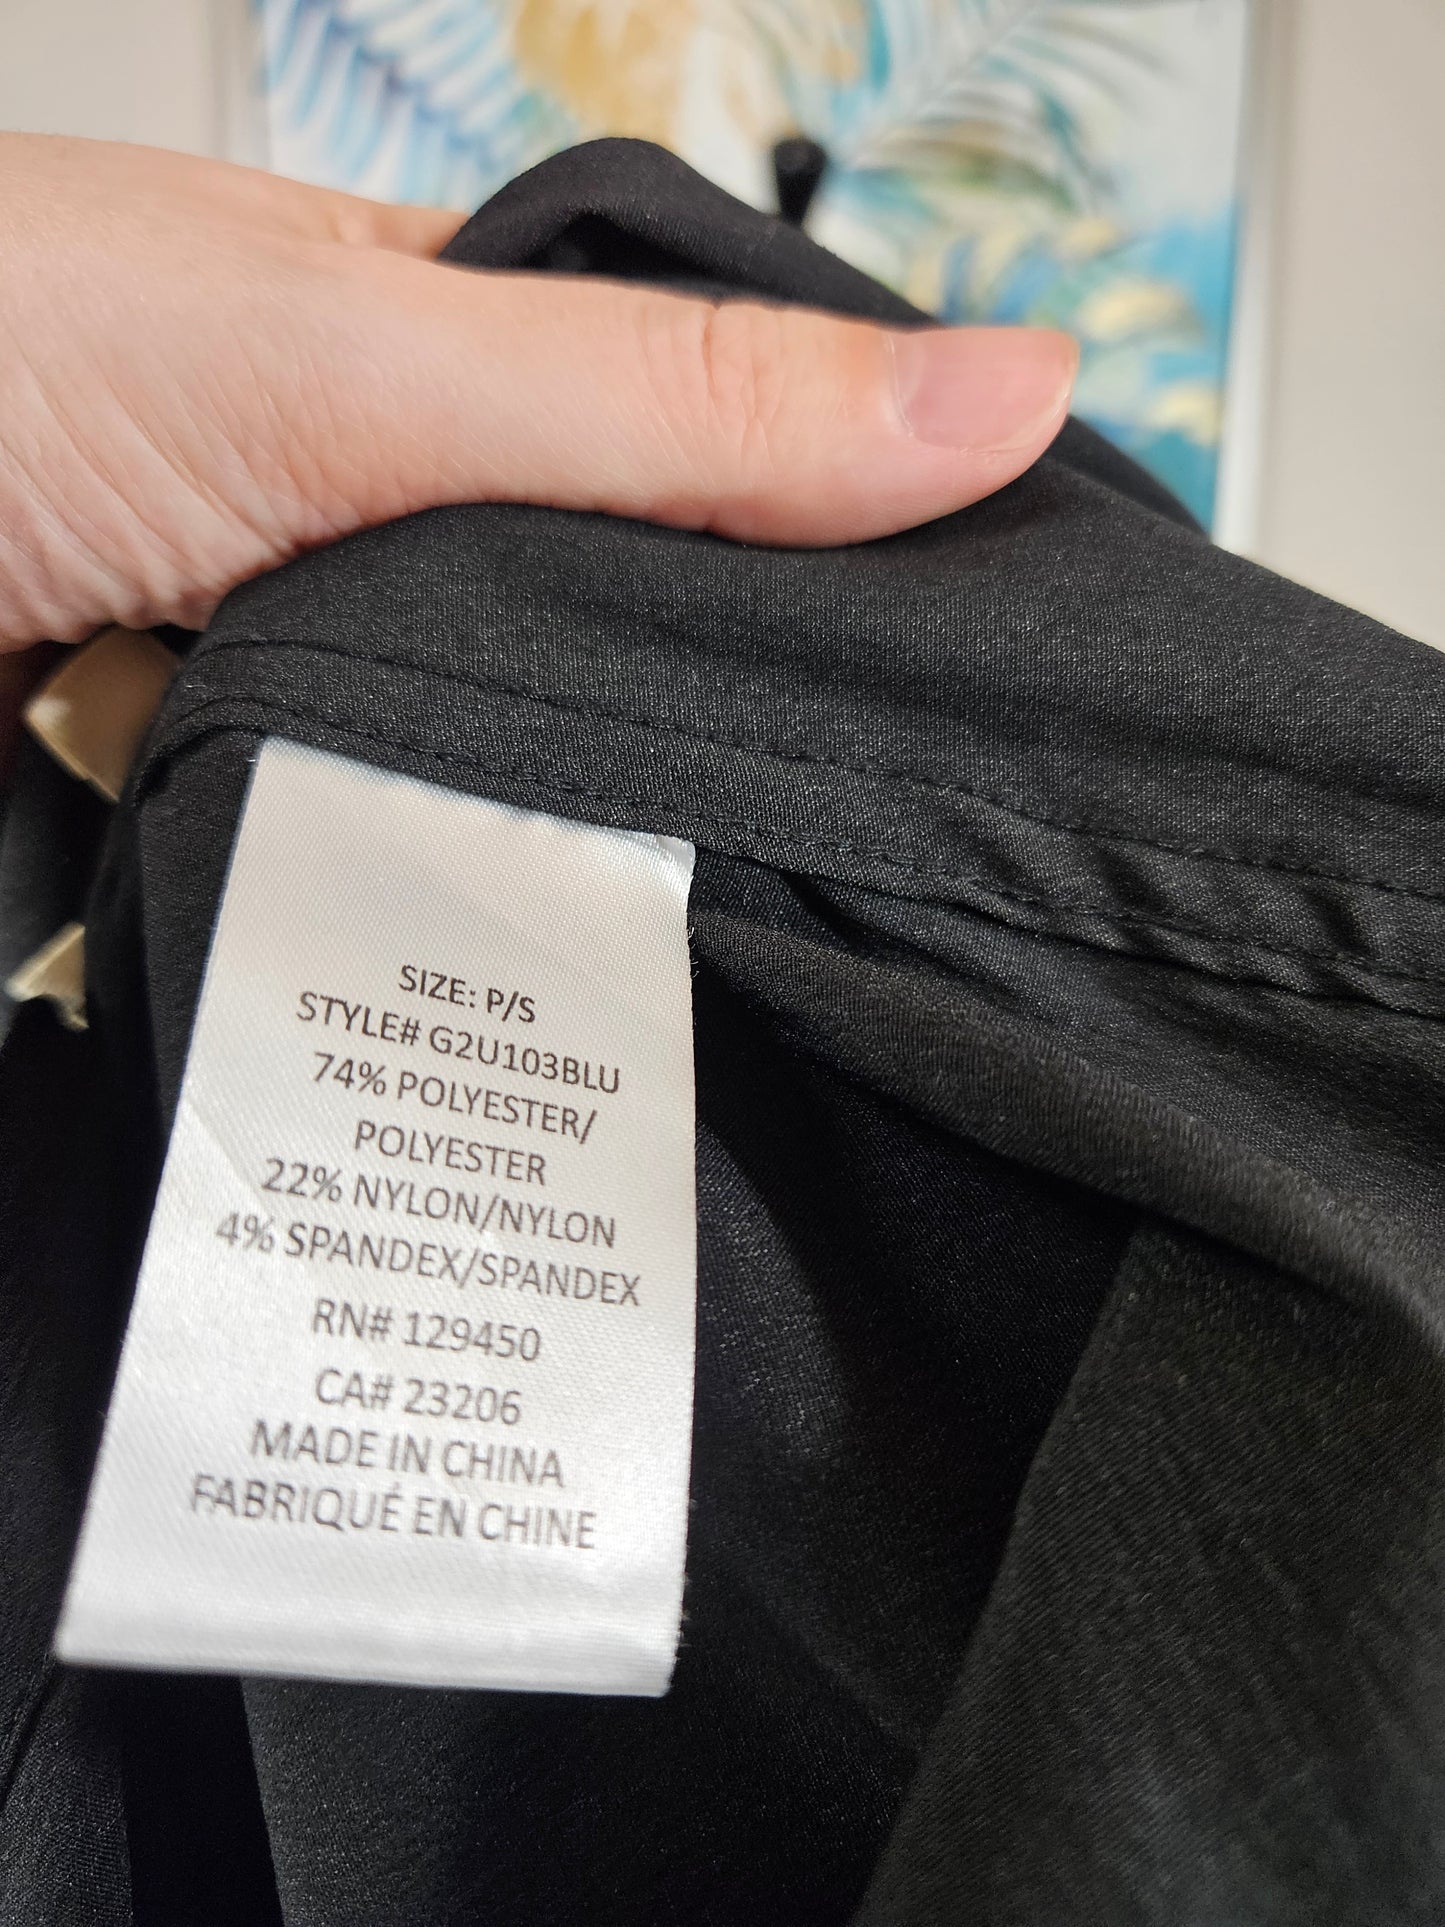 SIZE: P/S
STYLE# G2U103BLU
74% POLYESTER/
POLYESTER
22% NYLON/NYLON
4% SPANDEX/SPANDEX
RN# 129450
CA# 23206
MADE IN CHINA
FABRIQUÉ EN CHINE